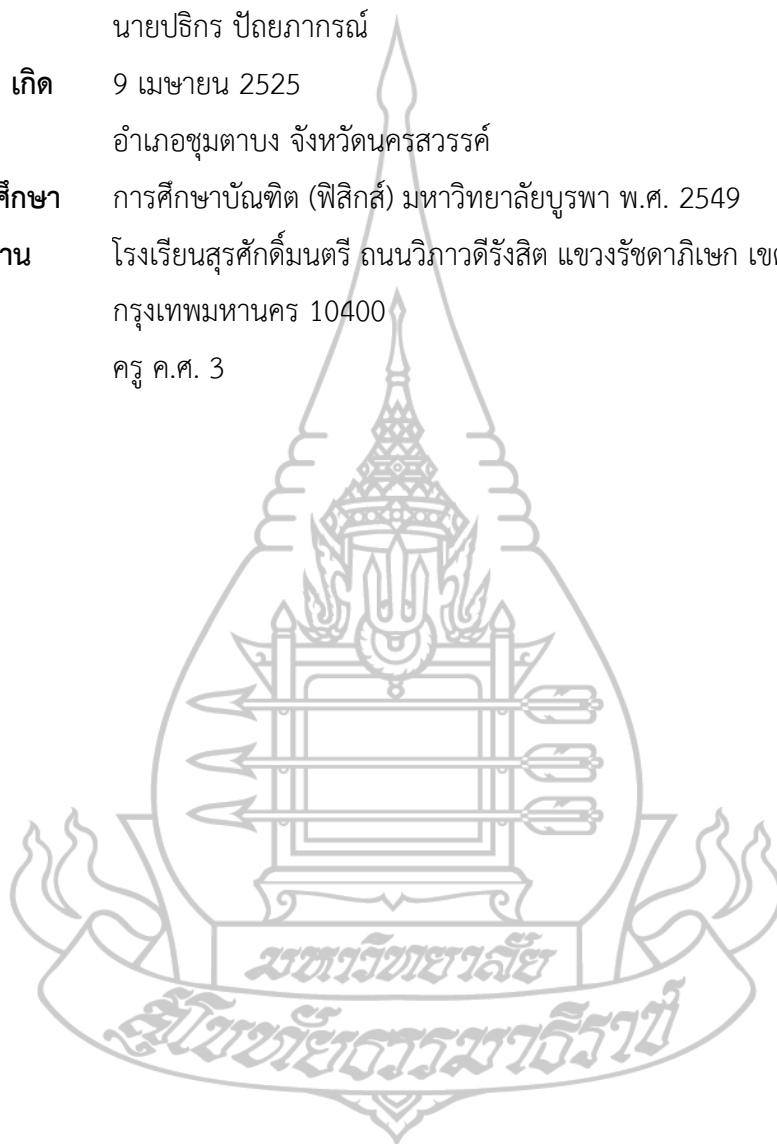 นายปธิกร ปัถยภากรณ์
เกิด 9 เมษายน 2525
อำเภอชุมตาบง จังหวัดนครสวรรค์
ศึกษา การศึกษาบัณฑิต (ฟิสิกส์) มหาวิทยาลัยบูรพา พ.ศ. 2549
าน โรงเรียนสุรศักดิ์มนตรี ถนนวิภาวดีรังสิต แขวงรัชดาภิเษก เขต
กรุงเทพมหานคร 10400
ครู ค.ศ. 3
มหาวิทยาลัย
สุโขทัยธรรมาธิราช